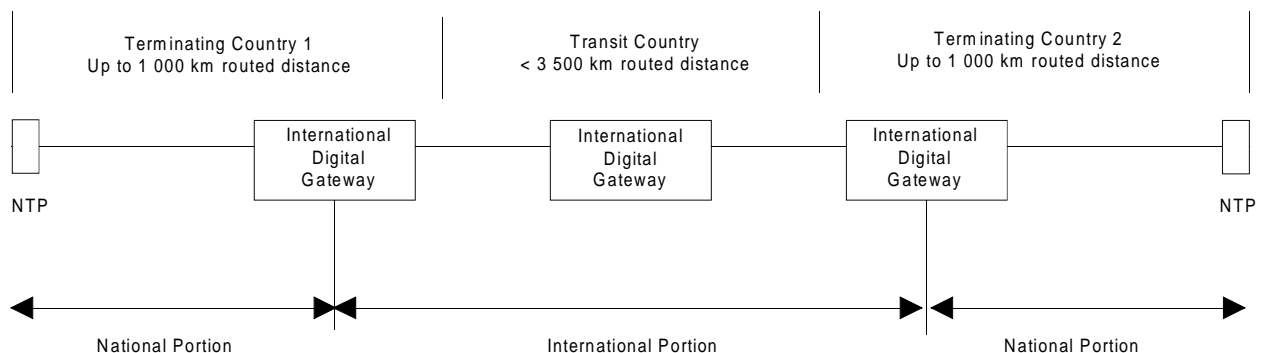 Terminating Country 1
Up to 1 000 km routed distance
Transit Country
< 3 500 km routed distance
Terminating Country 2
Up to 1 000 km routed distance
International
Digital
Gateway
International
Digital
Gateway
International
Digital
Gateway
NTP
NTP
National Portion
International Portion
National Portion